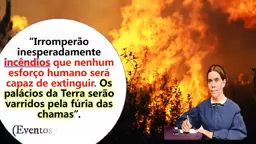 “Irromperão
inesperadamente
incêndios que nenhum
esforço humano será
capaz de extinguir. Os
palácios da Terra serão
varridos pela fúria das
chamas”.
(Eventos